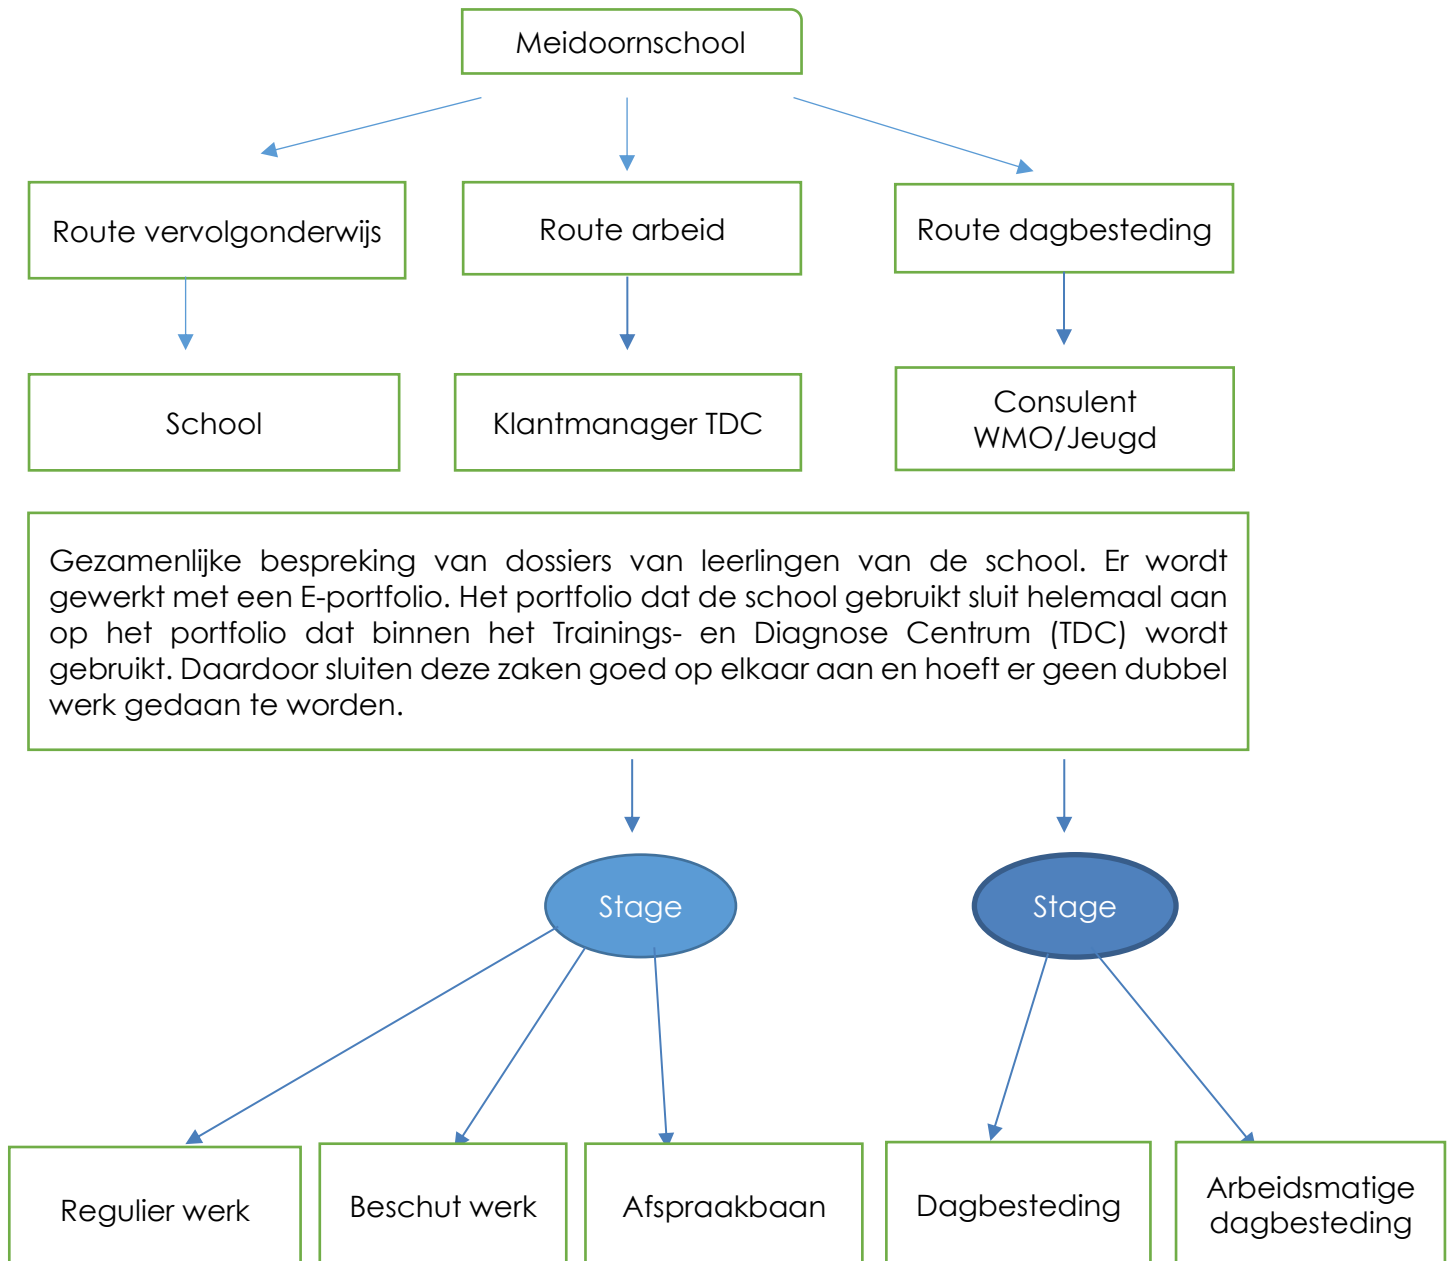 Meidoornschool
Route vervolgonderwijs
Route arbeid
Route dagbesteding
School
Klantmanager TDC
Consulent
WMO/Jeugd
Gezamenlijke bespreking van dossiers van leerlingen van de school. Er wordt
gewerkt met een E-portfolio. Het portfolio dat de school gebruikt sluit helemaal aan
op het portfolio dat binnen het Trainings- en Diagnose Centrum (TDC) wordt
gebruikt. Daardoor sluiten deze zaken goed op elkaar aan en hoeft er geen dubbel
werk gedaan te worden.
Stage
Stage
Regulier werk
Beschut werk
Afspraakbaan
Dagbesteding
Arbeidsmatige
dagbesteding